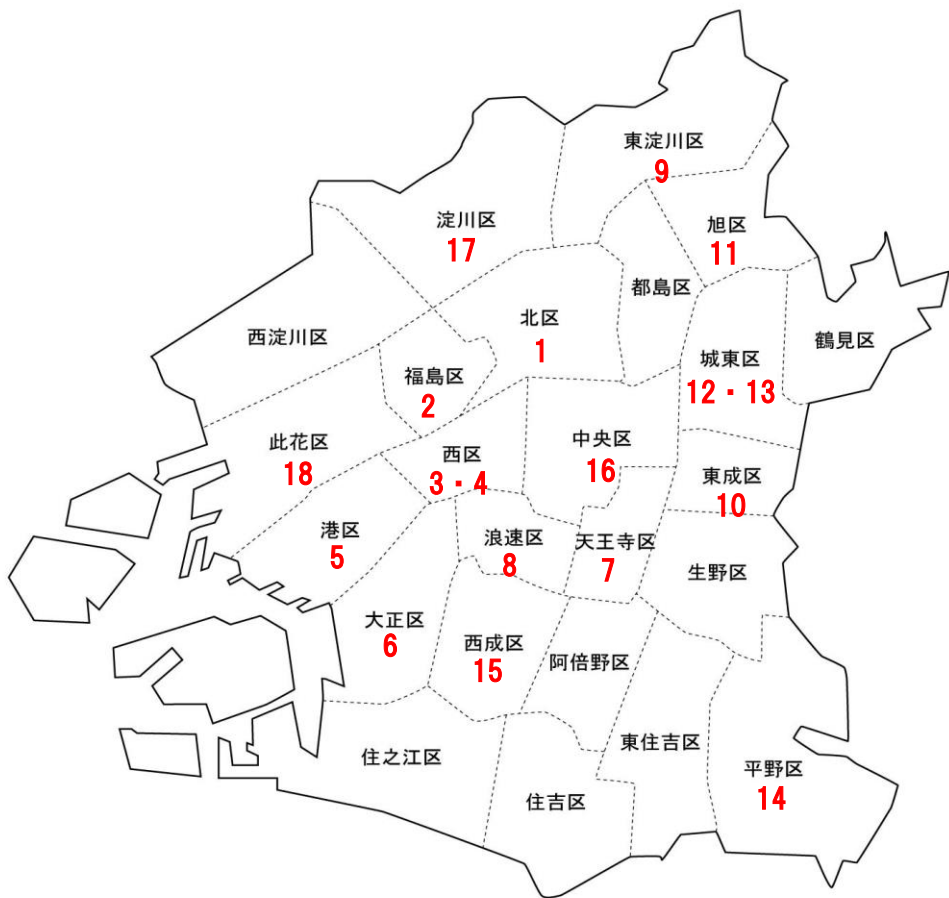 東淀川区
9
淀川区
17
旭区
11
都島区
北区
1
西淀川区
鶴見区
城東区
12・13
福島区
2
此花区
18
西区
3・4
中央区
16
東成区
10
港区
5
浪速区
8
天王寺区
7
生野区
大正区
6
西成区
15
阿倍野区
東住吉区
住之江区
住吉区
平野区
14